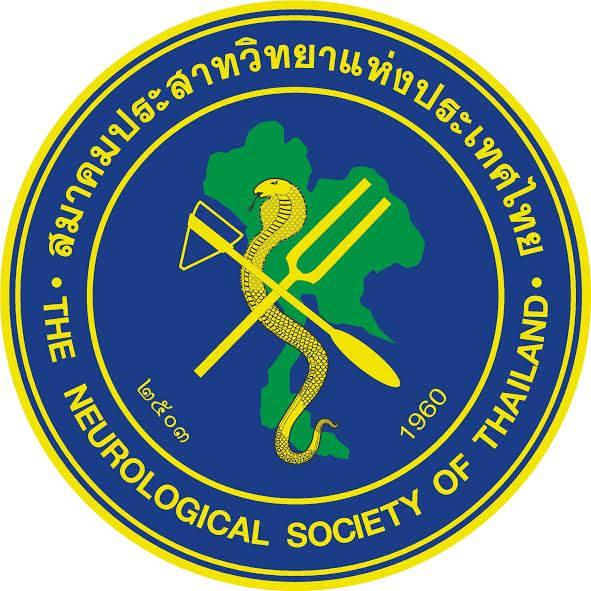 สมาคมประสาทวิทยาแห่งประเทศไทย
๒๕๐๓
1960
THE NEUROLOGICAL SOCIETY OF THAILAND